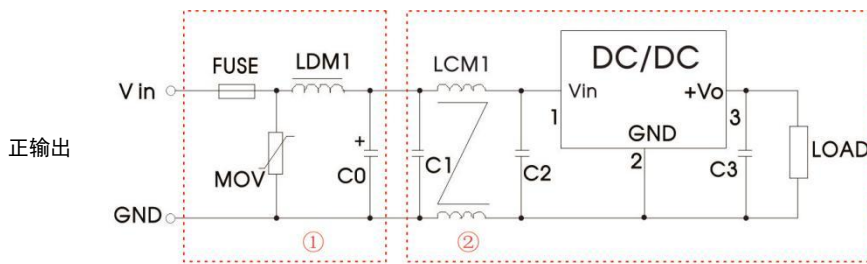 DC/DC
FUSE LDM1 LCM1
V in Vin +Vo
1 3
正输出 GND LOAD
MOV + C0 C1 C2 2 C3
GND
① ②